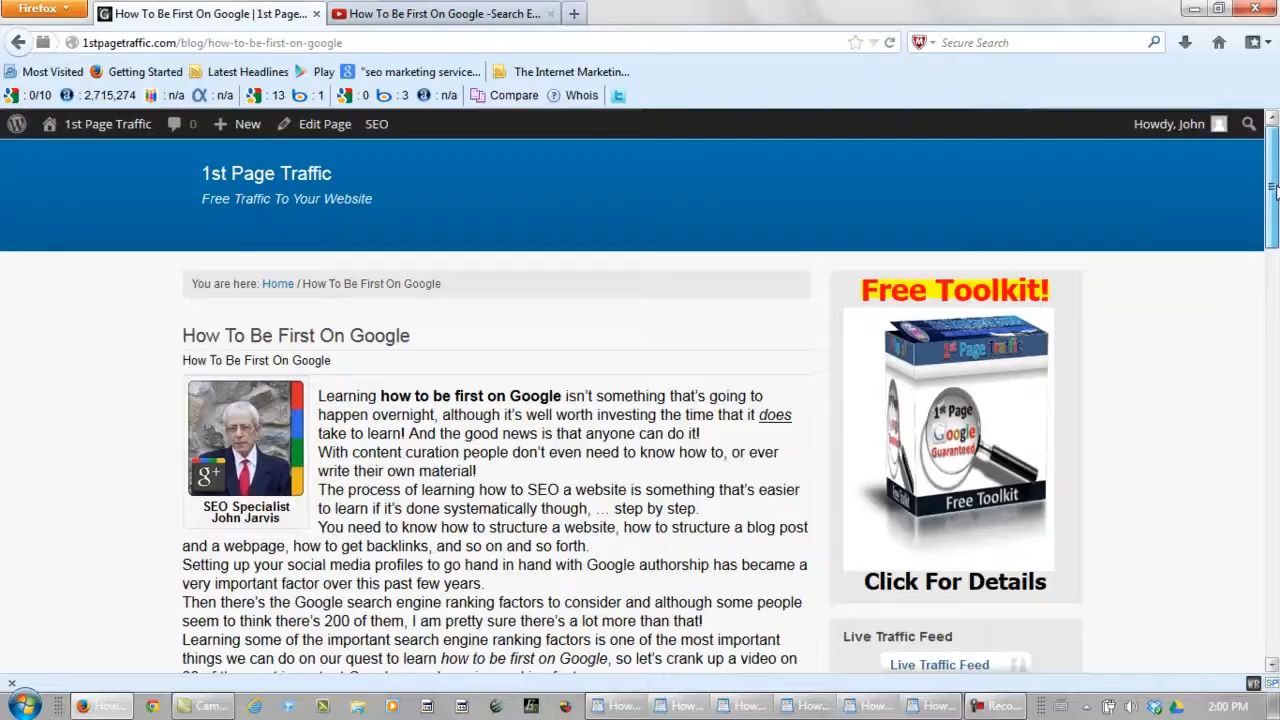 Firefox
How To Be First On Google | 1st Page...
How To Be First On Google -Search E...
1stpagetraffic.com/blog/how-to-be-first-on-google
Secure Search
Most Visited
Getting Started
Latest Headlines
Play
"seo marketing service...
The Internet Marketin...
: 0/10
: 2,715,274
: n/a
: n/a
: 13
: 1
: 0
: 3
: n/a
Compare
Whois
1st Page Traffic
0
New
Edit Page
SEO
Howdy, John
1st Page Traffic
Free Traffic To Your Website
You are here: Home / How To Be First On Google
How To Be First On Google
How To Be First On Google
g+
SEO Specialist
John Jarvis
Learning how to be first on Google isn't something that's going to
happen overnight, although it's well worth investing the time that it does
take to learn! And the good news is that anyone can do it!
With content curation people don't even need to know how to, or ever
write their own material!
The process of learning how to SEO a website is something that's easier
to learn if it's done systematically though, … step by step.
You need to know how to structure a website, how to structure a blog post
and a webpage, how to get backlinks, and so on and so forth.
Setting up your social media profiles to go hand in hand with Google authorship has became a
very important factor over this past few years.
Then there's the Google search engine ranking factors to consider and although some people
seem to think there's 200 of them, I am pretty sure there's a lot more than that!
Learning some of the important search engine ranking factors is one of the most important
things we can do on our quest to learn how to be first on Google, so let's crank up a video on
Free Toolkit!
1st Page Traffic
1st Page
Google
Guaranteed
Free Toolkit
Click For Details
Live Traffic Feed
Live Traffic Feed
WR
SP
How...
Cam...
How...
How...
How...
How...
How...
How...
Reco...
2:00 PM